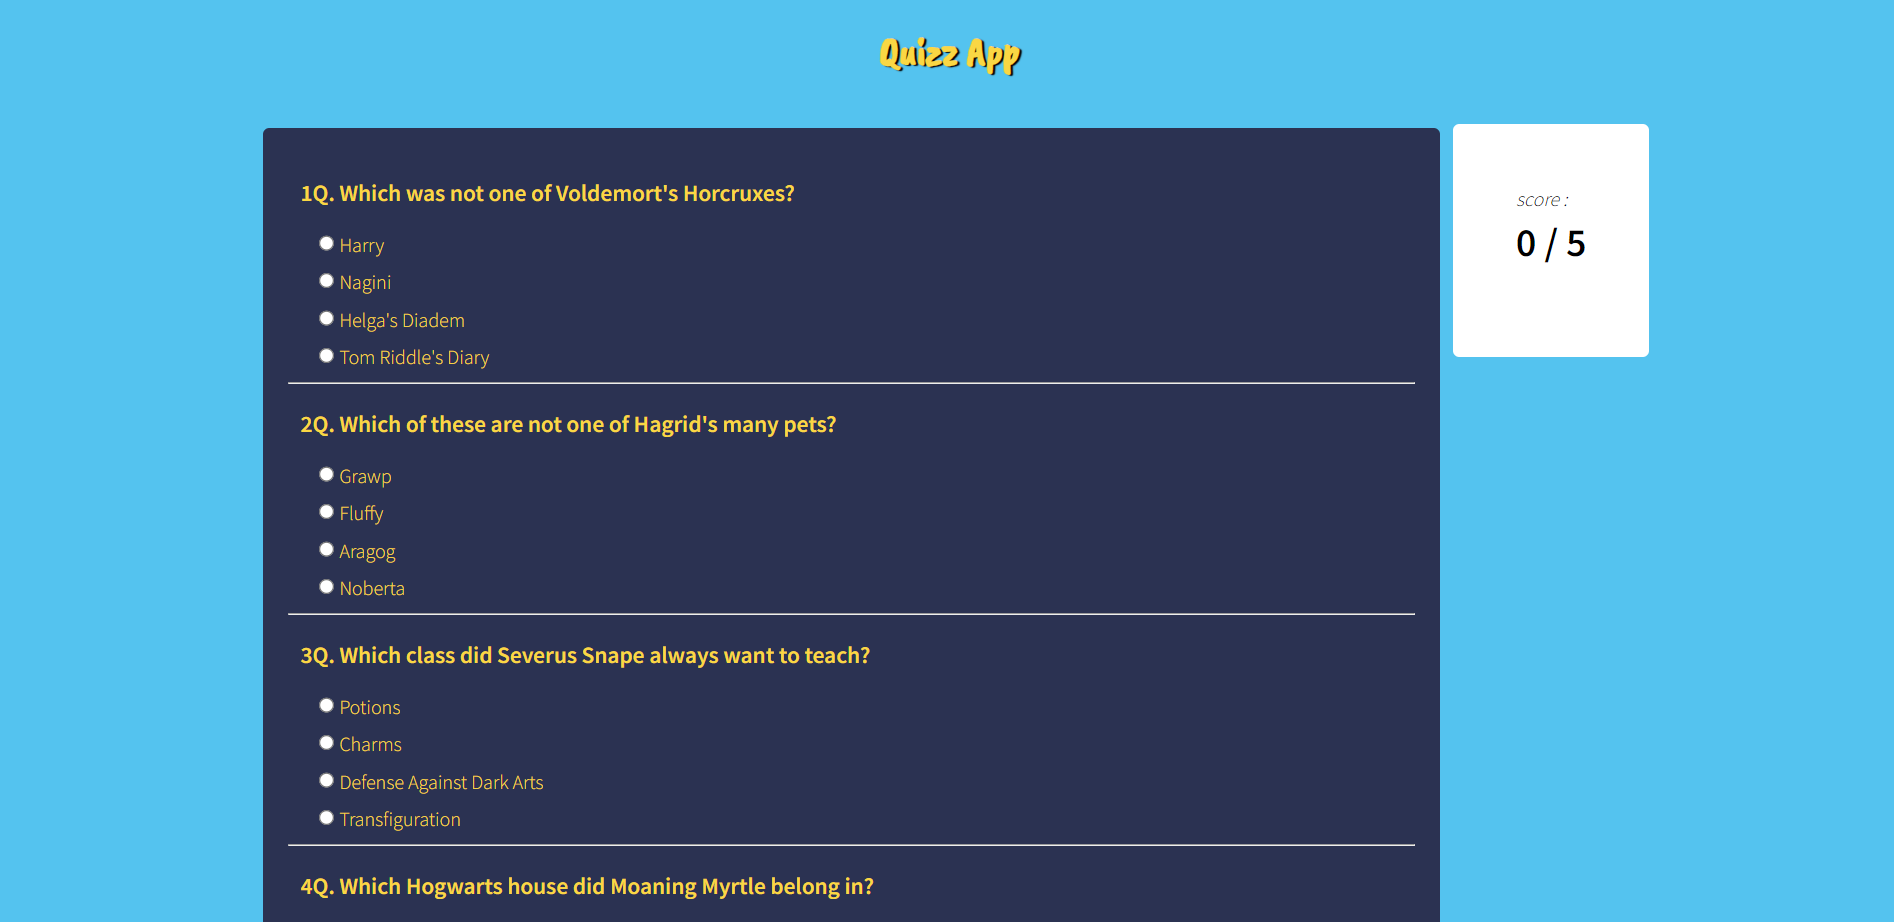 Quizz App
1Q. Which was not one of Voldemort's Horcruxes?
Harry
Nagini
Helga's Diadem
Tom Riddle's Diary
2Q. Which of these are not one of Hagrid's many pets?
Grawp
Fluffy
Aragog
Noberta
3Q. Which class did Severus Snape always want to teach?
Potions
Charms
Defense Against Dark Arts
Transfiguration
4Q. Which Hogwarts house did Moaning Myrtle belong in?
score :
0 / 5